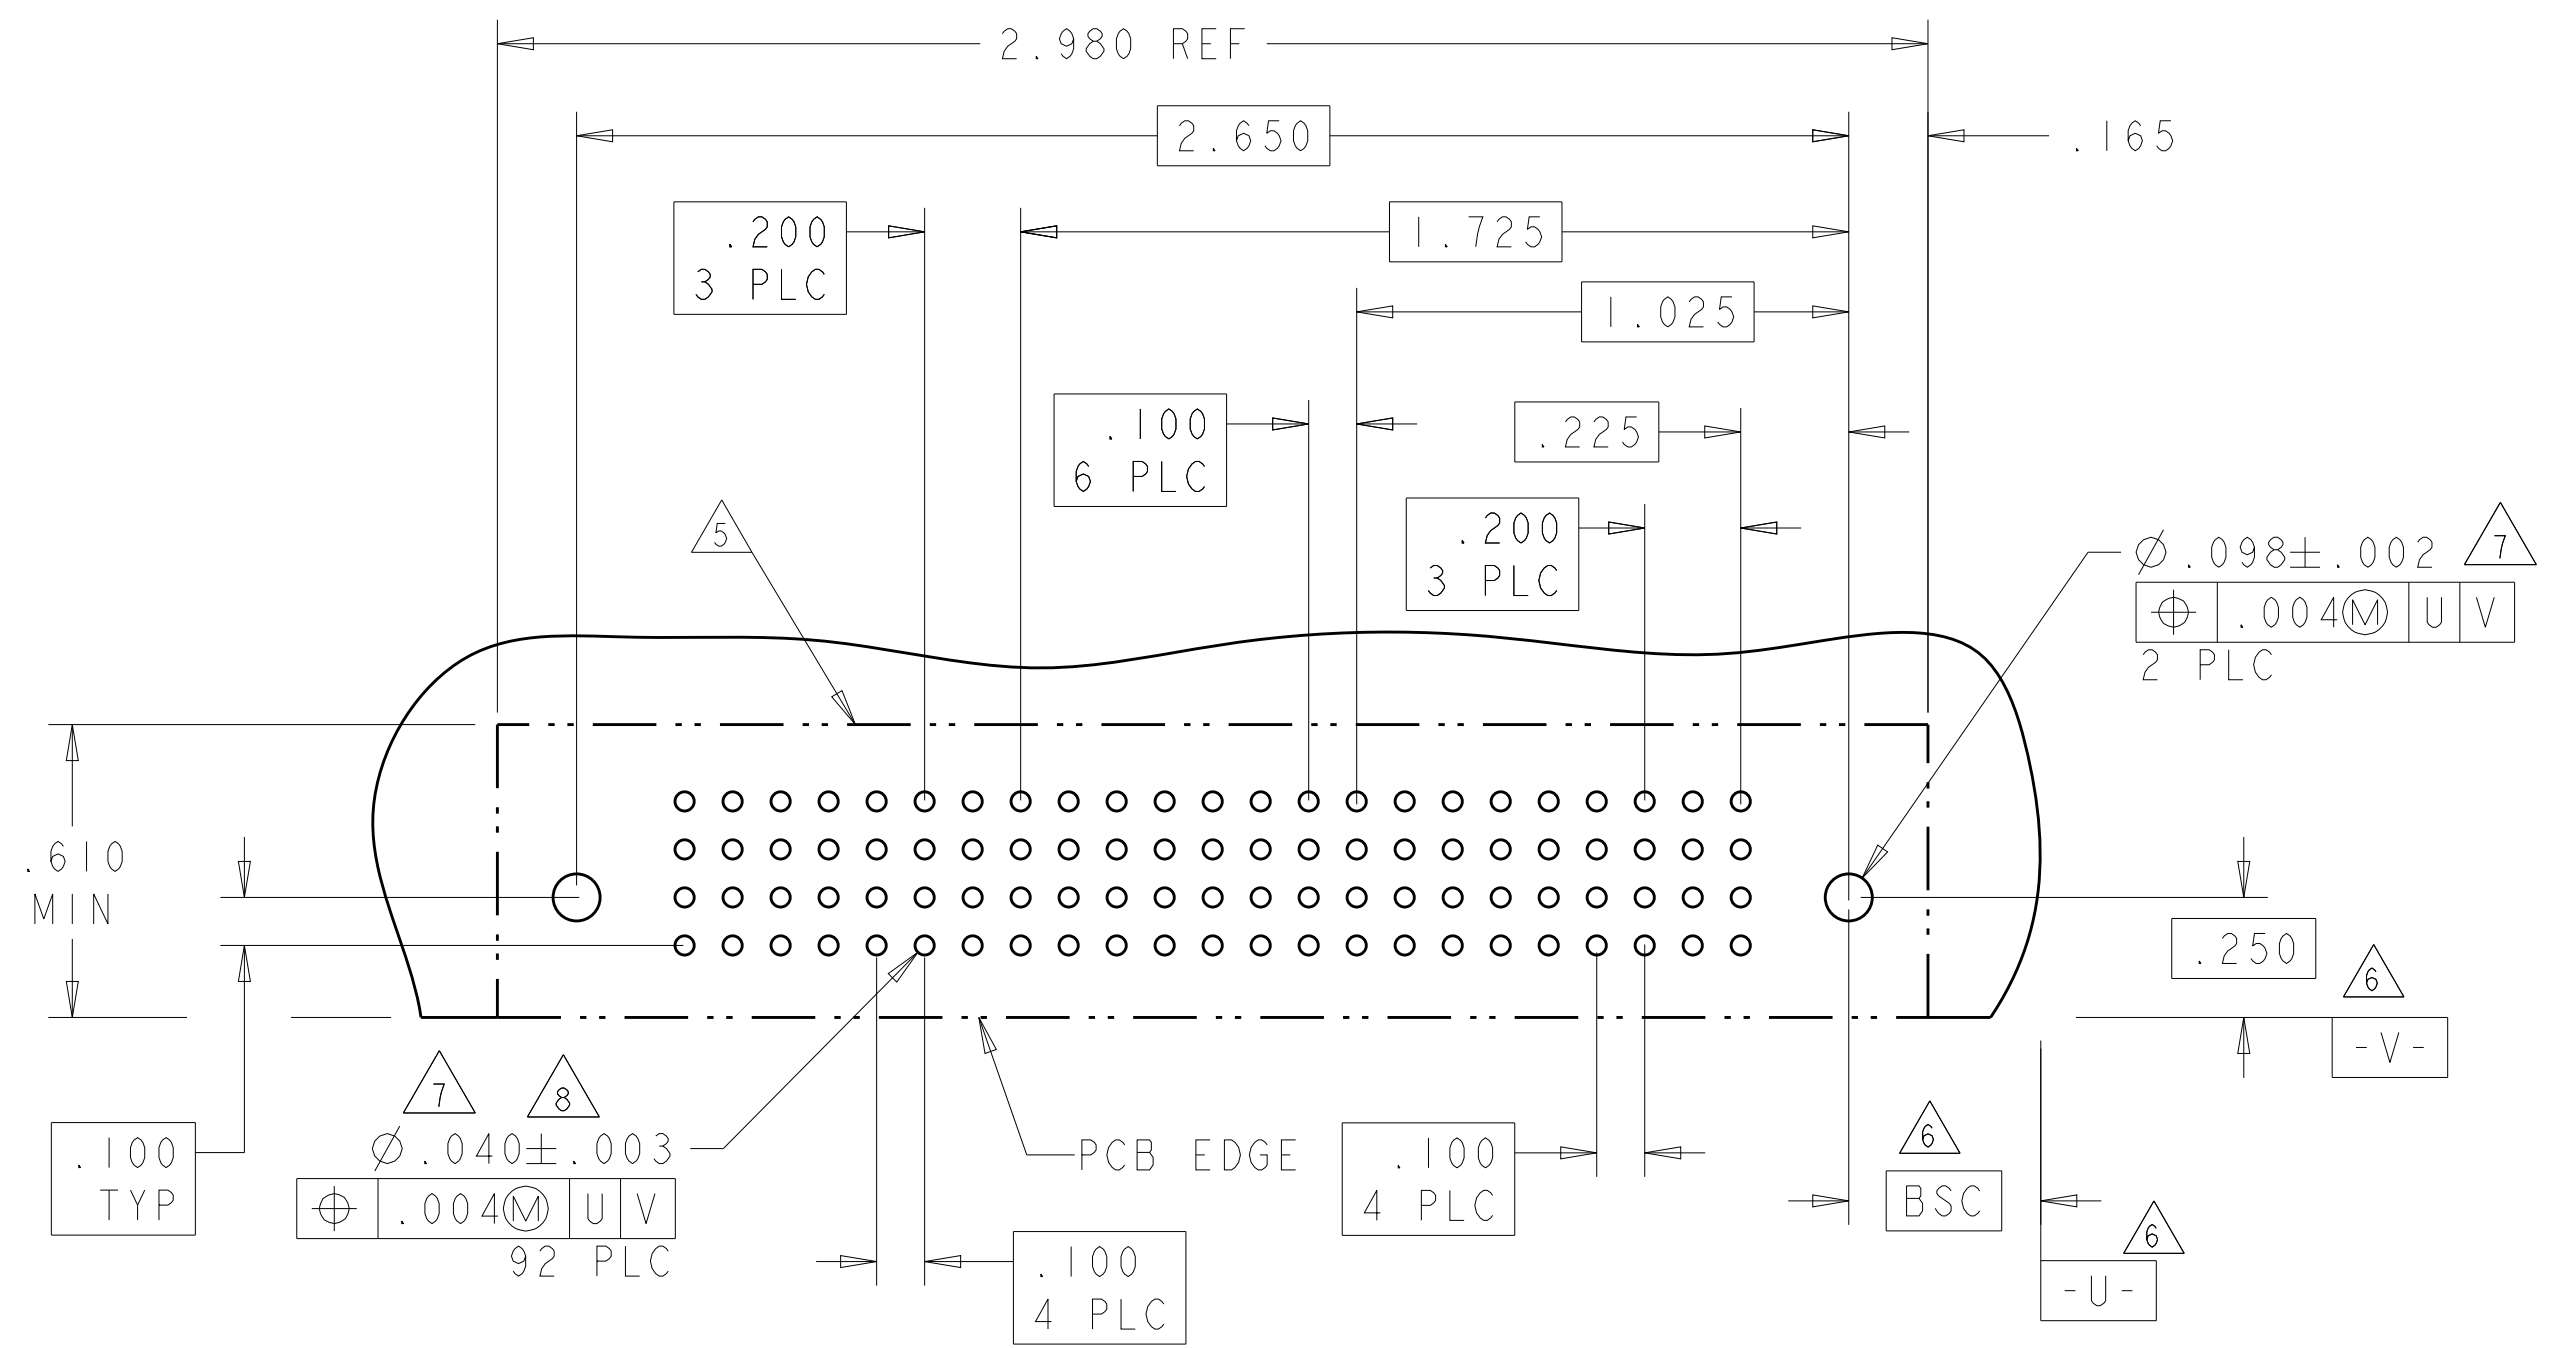 2.980 REF
2.650
.165
.200
3 PLC
1.725
1.025
.100
6 PLC
.225
.200
3 PLC
5
Ø.098±.002
7
⌖ .004Ⓜ U V
2 PLC
.610
MIN
.250
6
-V-
7
8
.100
TYP
Ø.040±.003
⌖ .004Ⓜ U V
92 PLC
PCB EDGE
.100
4 PLC
.100
4 PLC
6
BSC
6
-U-